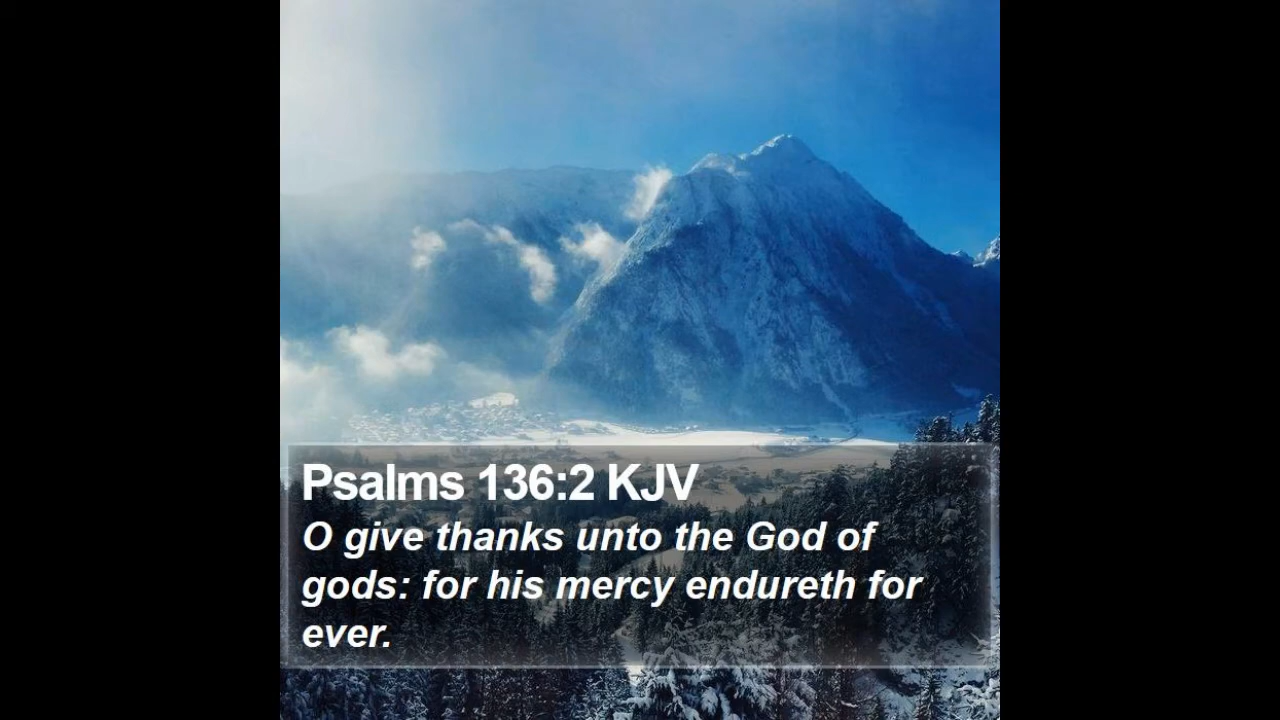 Psalms 136:2 KJV
O give thanks unto the God of
gods: for his mercy endureth for
ever.